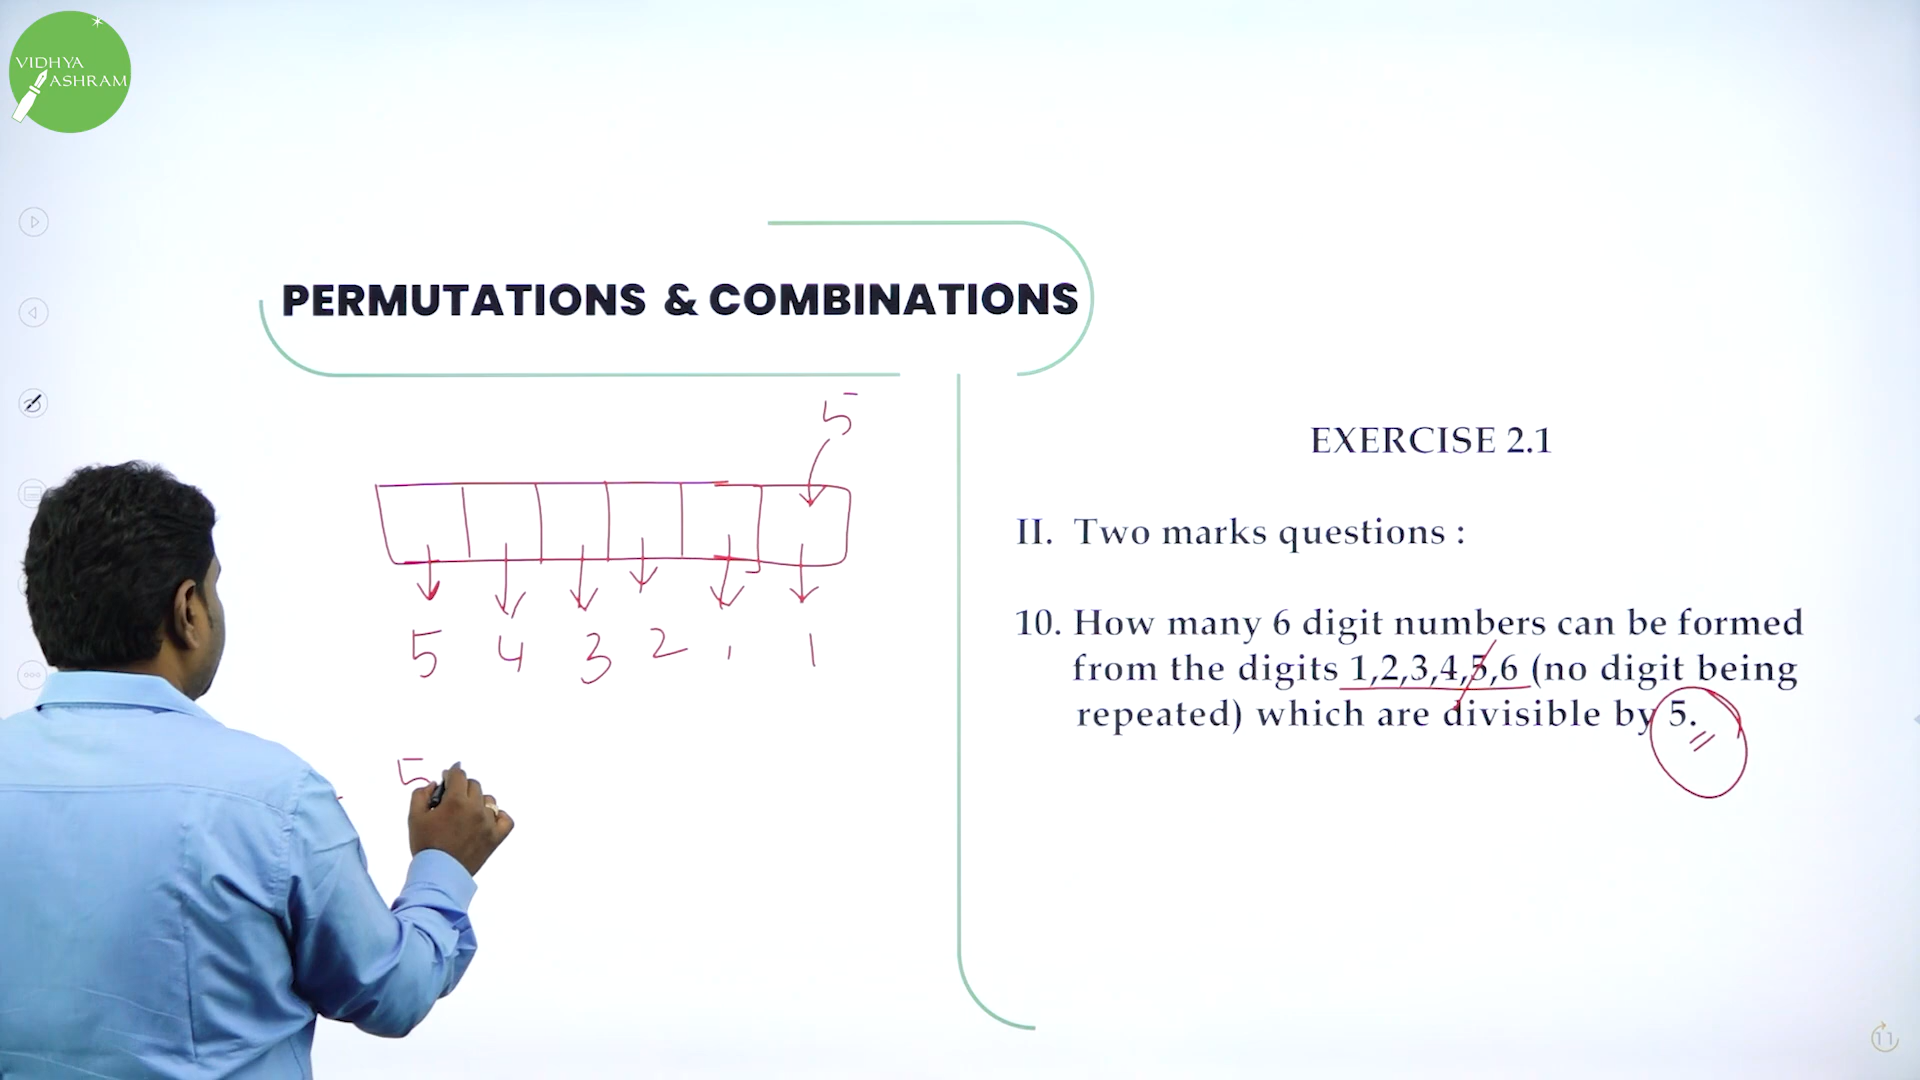 VIDHYA
ASHRAM
PERMUTATIONS & COMBINATIONS
5
5 4 3 2 1 1
5
EXERCISE 2.1
II. Two marks questions :
10. How many 6 digit numbers can be formed
from the digits 1,2,3,4,5,6 (no digit being
repeated) which are divisible by 5.
11